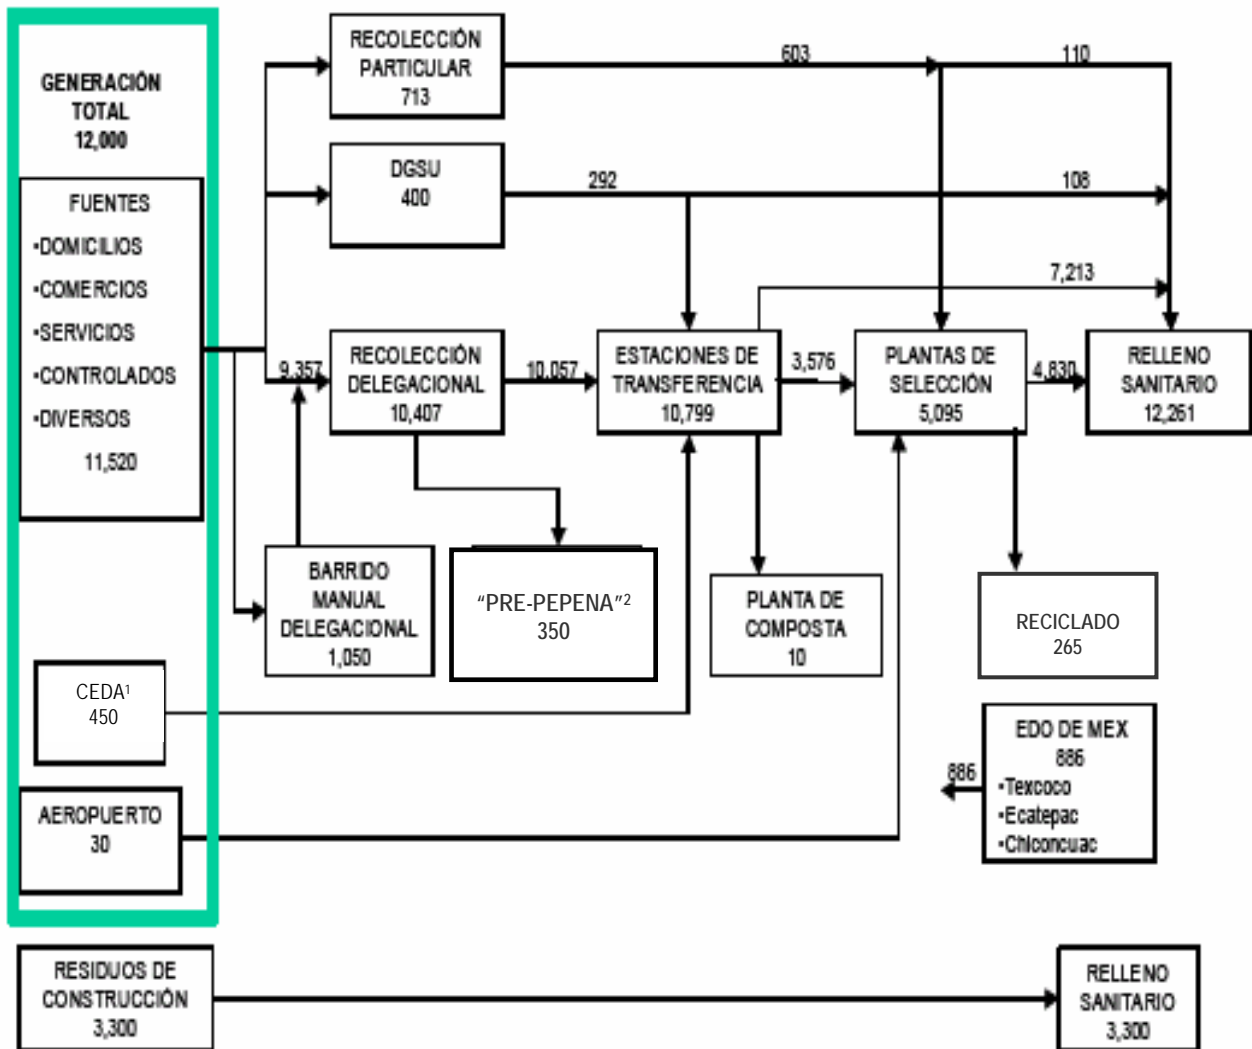 GENERACIÓN
TOTAL
12,000
FUENTES
•DOMICILIOS
•COMERCIOS
•SERVICIOS
•CONTROLADOS
•DIVERSOS
11,520
CEDA¹
450
AEROPUERTO
30
RESIDUOS DE
CONSTRUCCIÓN
3,300
RECOLECCIÓN
PARTICULAR
713
603
110
DGSU
400
292
108
7,213
9,357
RECOLECCIÓN
DELEGACIONAL
10,407
10,057
ESTACIONES DE
TRANSFERENCIA
10,799
3,576
PLANTAS DE
SELECCIÓN
5,095
4,830
RELLENO
SANITARIO
12,261
BARRIDO
MANUAL
DELEGACIONAL
1,050
"PRE-PEPENA"²
350
PLANTA DE
COMPOSTA
10
RECICLADO
265
EDO DE MEX
886
886
•Texcoco
•Ecatepac
•Chiconcuac
RELLENO
SANITARIO
3,300